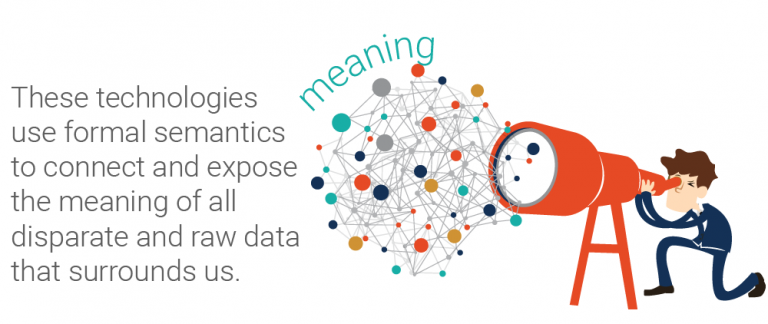 meaning
These technologies
use formal semantics
to connect and expose
the meaning of all
disparate and raw data
that surrounds us.